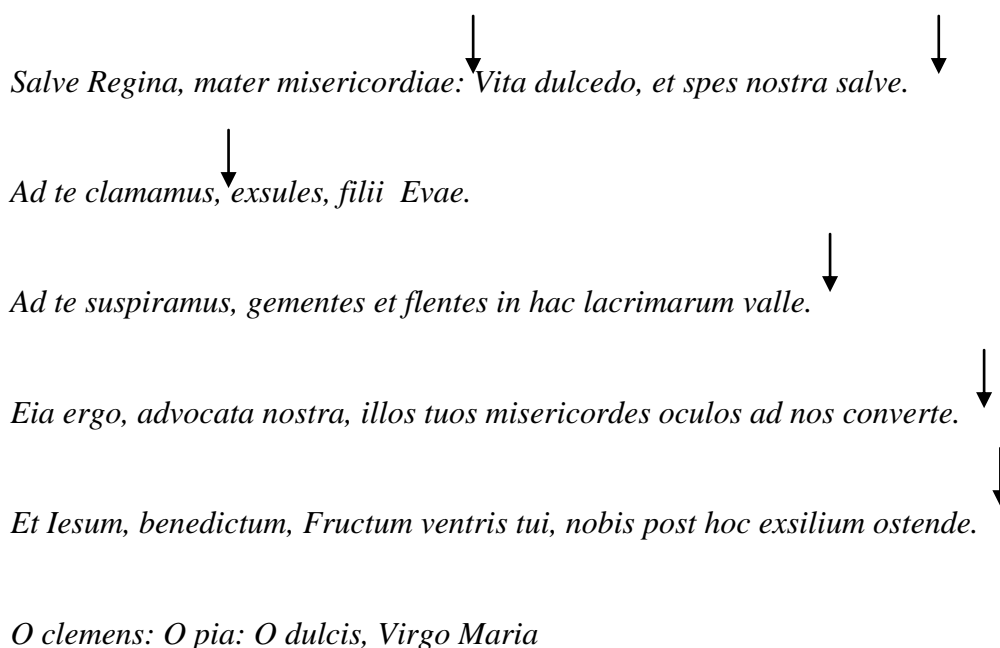 Salve Regina, mater misericordiae: Vita dulcedo, et spes nostra salve.
Ad te clamamus, exsules, filii Evae.
Ad te suspiramus, gementes et flentes in hac lacrimarum valle.
Eia ergo, advocata nostra, illos tuos misericordes oculos ad nos converte.
Et Iesum, benedictum, Fructum ventris tui, nobis post hoc exsilium ostende.
O clemens: O pia: O dulcis, Virgo Maria